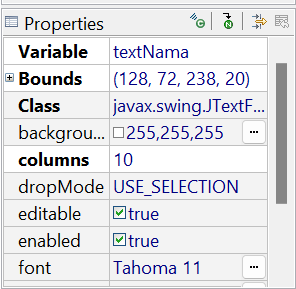 Properties
Variable textNama
Bounds (128, 72, 238, 20)
Class javax.swing.JTextF...
backgrou... 255,255,255 ...
columns 10
dropMode USE_SELECTION
editable true
enabled true
font Tahoma 11 ...